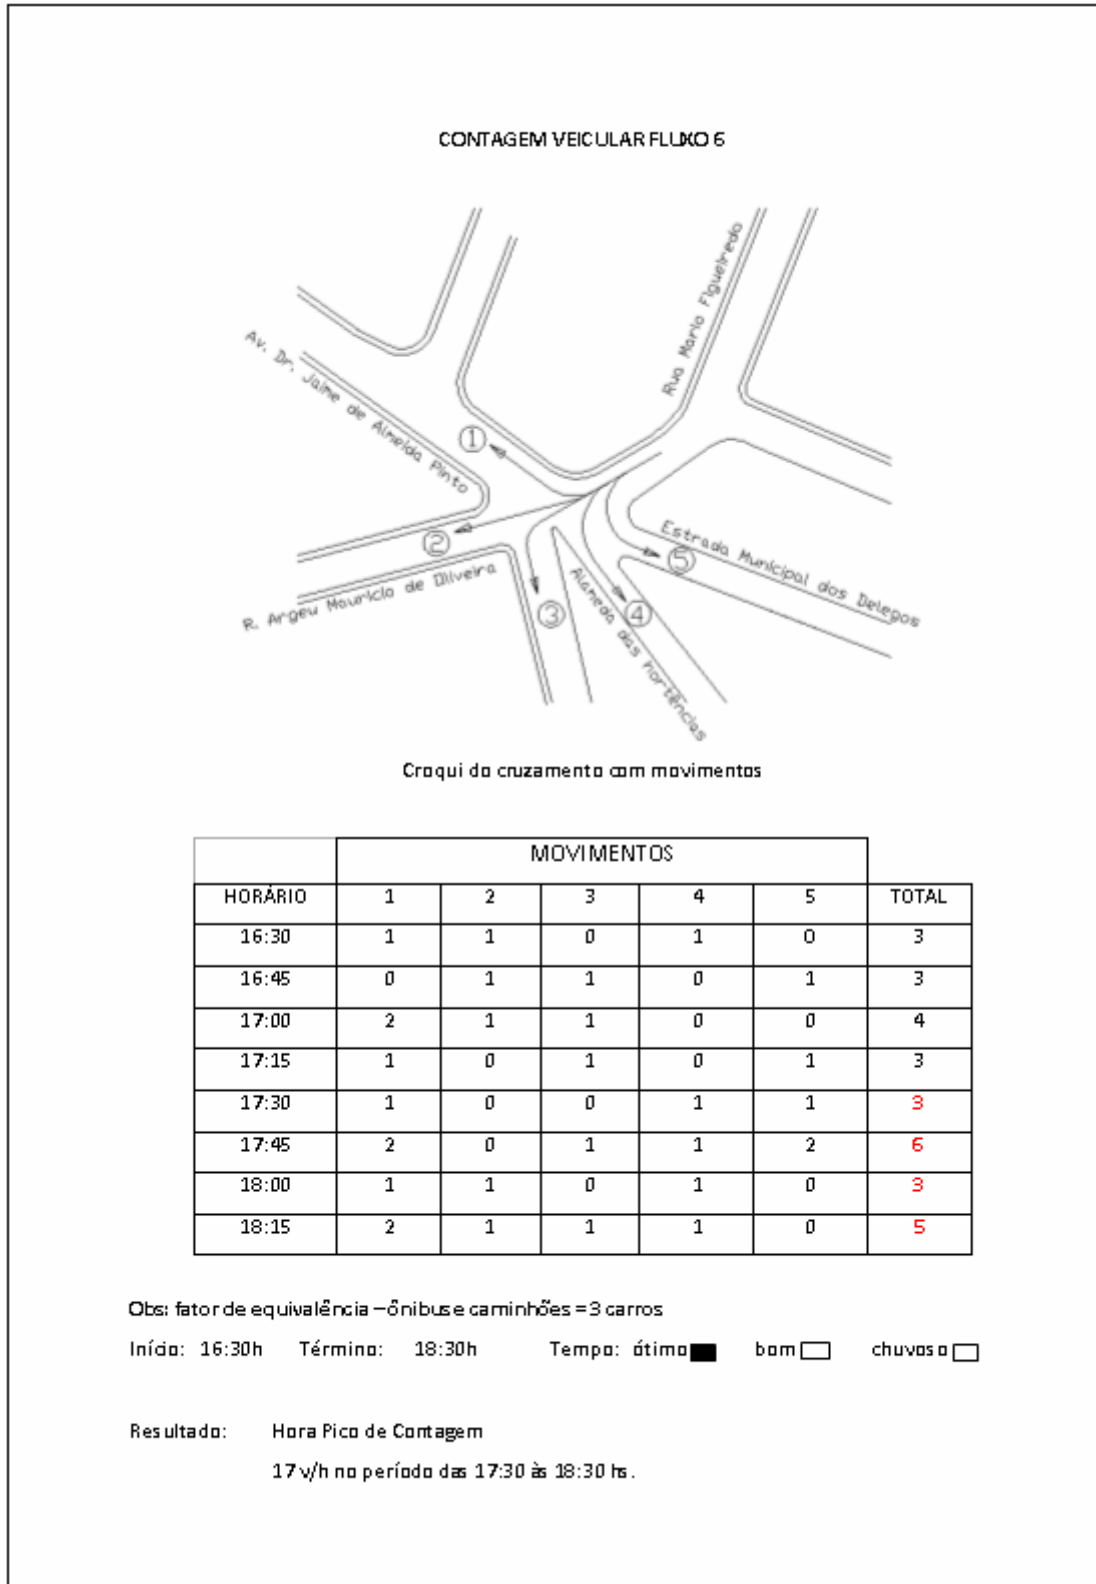 CONTAGEM VEICULAR FLUXO 6
Rua Mario Figueiredo
Av. Dr. Jaime de Almeida Pinto
1
2
Estrada Municipal dos Delegos
5
R. Argeu Mauricio de Oliveira
3
Alameda das hortências
4
Croqui do cruzamento com movimentos
MOVIMENTOS
HORÁRIO 1 2 3 4 5 TOTAL
16:30 1 1 0 1 0 3
16:45 0 1 1 0 1 3
17:00 2 1 1 0 0 4
17:15 1 0 1 0 1 3
17:30 1 0 0 1 1 3
17:45 2 0 1 1 2 6
18:00 1 1 0 1 0 3
18:15 2 1 1 1 0 5
Obs: fator de equivalência – ônibus e caminhões = 3 carros
Início: 16:30h Término: 18:30h Tempo: ótimo bom chuvoso
Resultado: Hora Pico de Contagem
17 v/h no período das 17:30 às 18:30 hs.